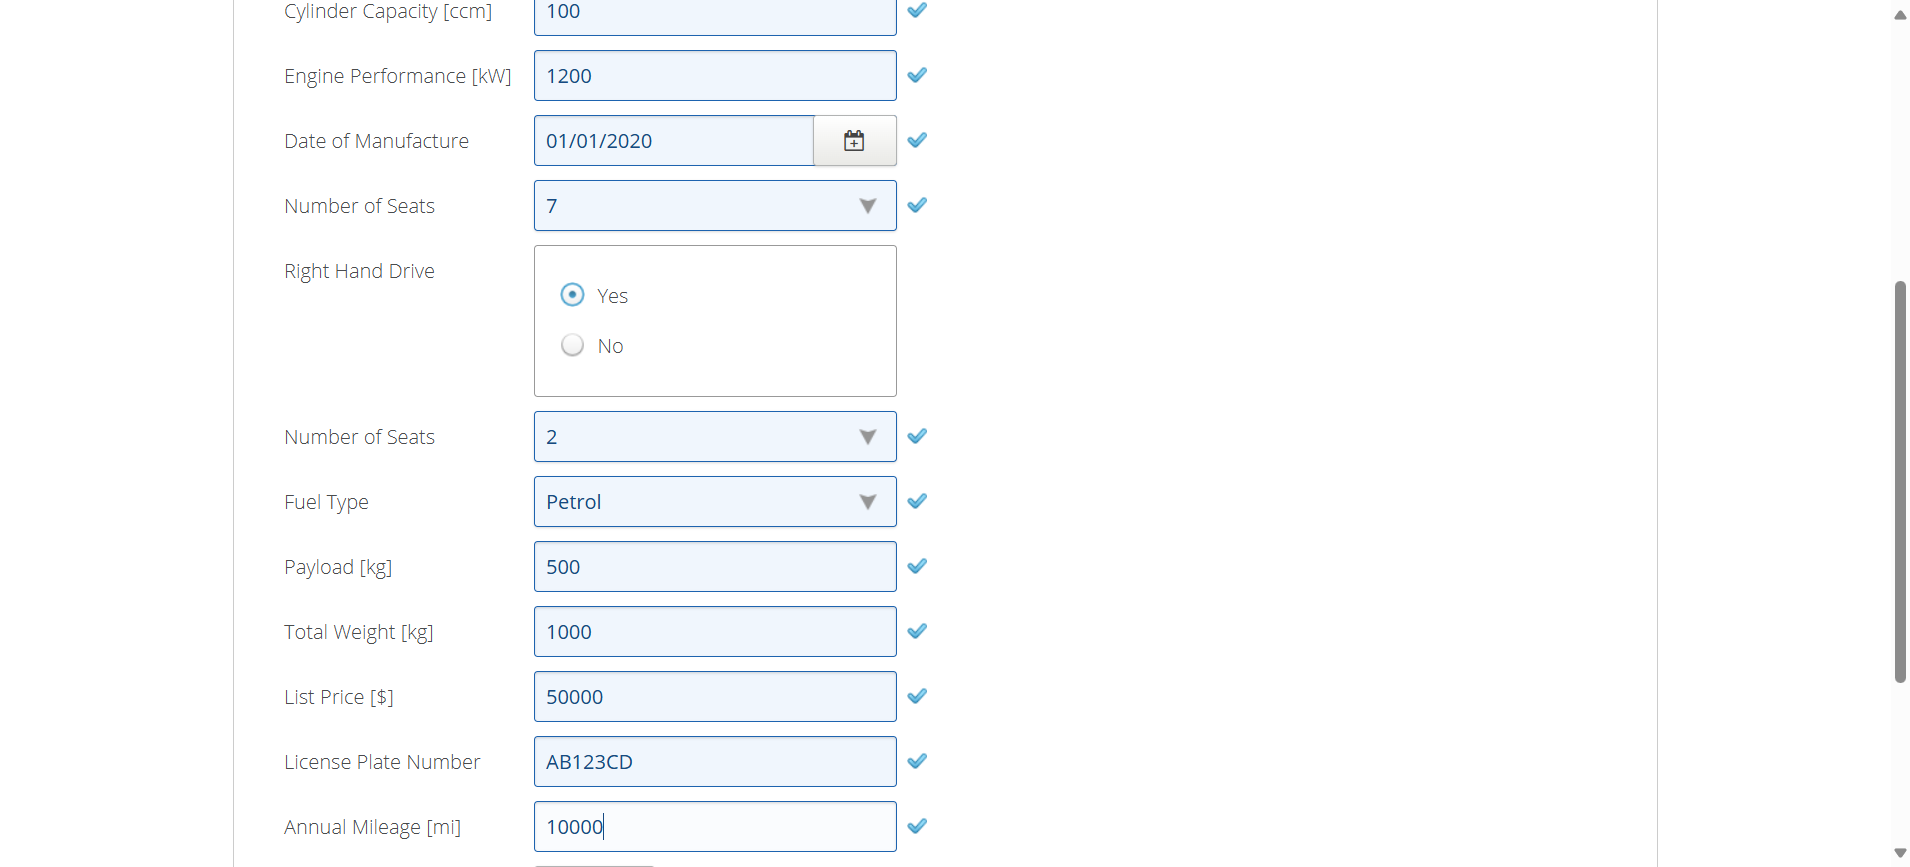 Cylinder Capacity [ccm] 100
Engine Performance [kW] 1200
Date of Manufacture 01/01/2020
Number of Seats 7
Right Hand Drive
Yes
No
Number of Seats 2
Fuel Type Petrol
Payload [kg] 500
Total Weight [kg] 1000
List Price [$] 50000
License Plate Number AB123CD
Annual Mileage [mi] 10000